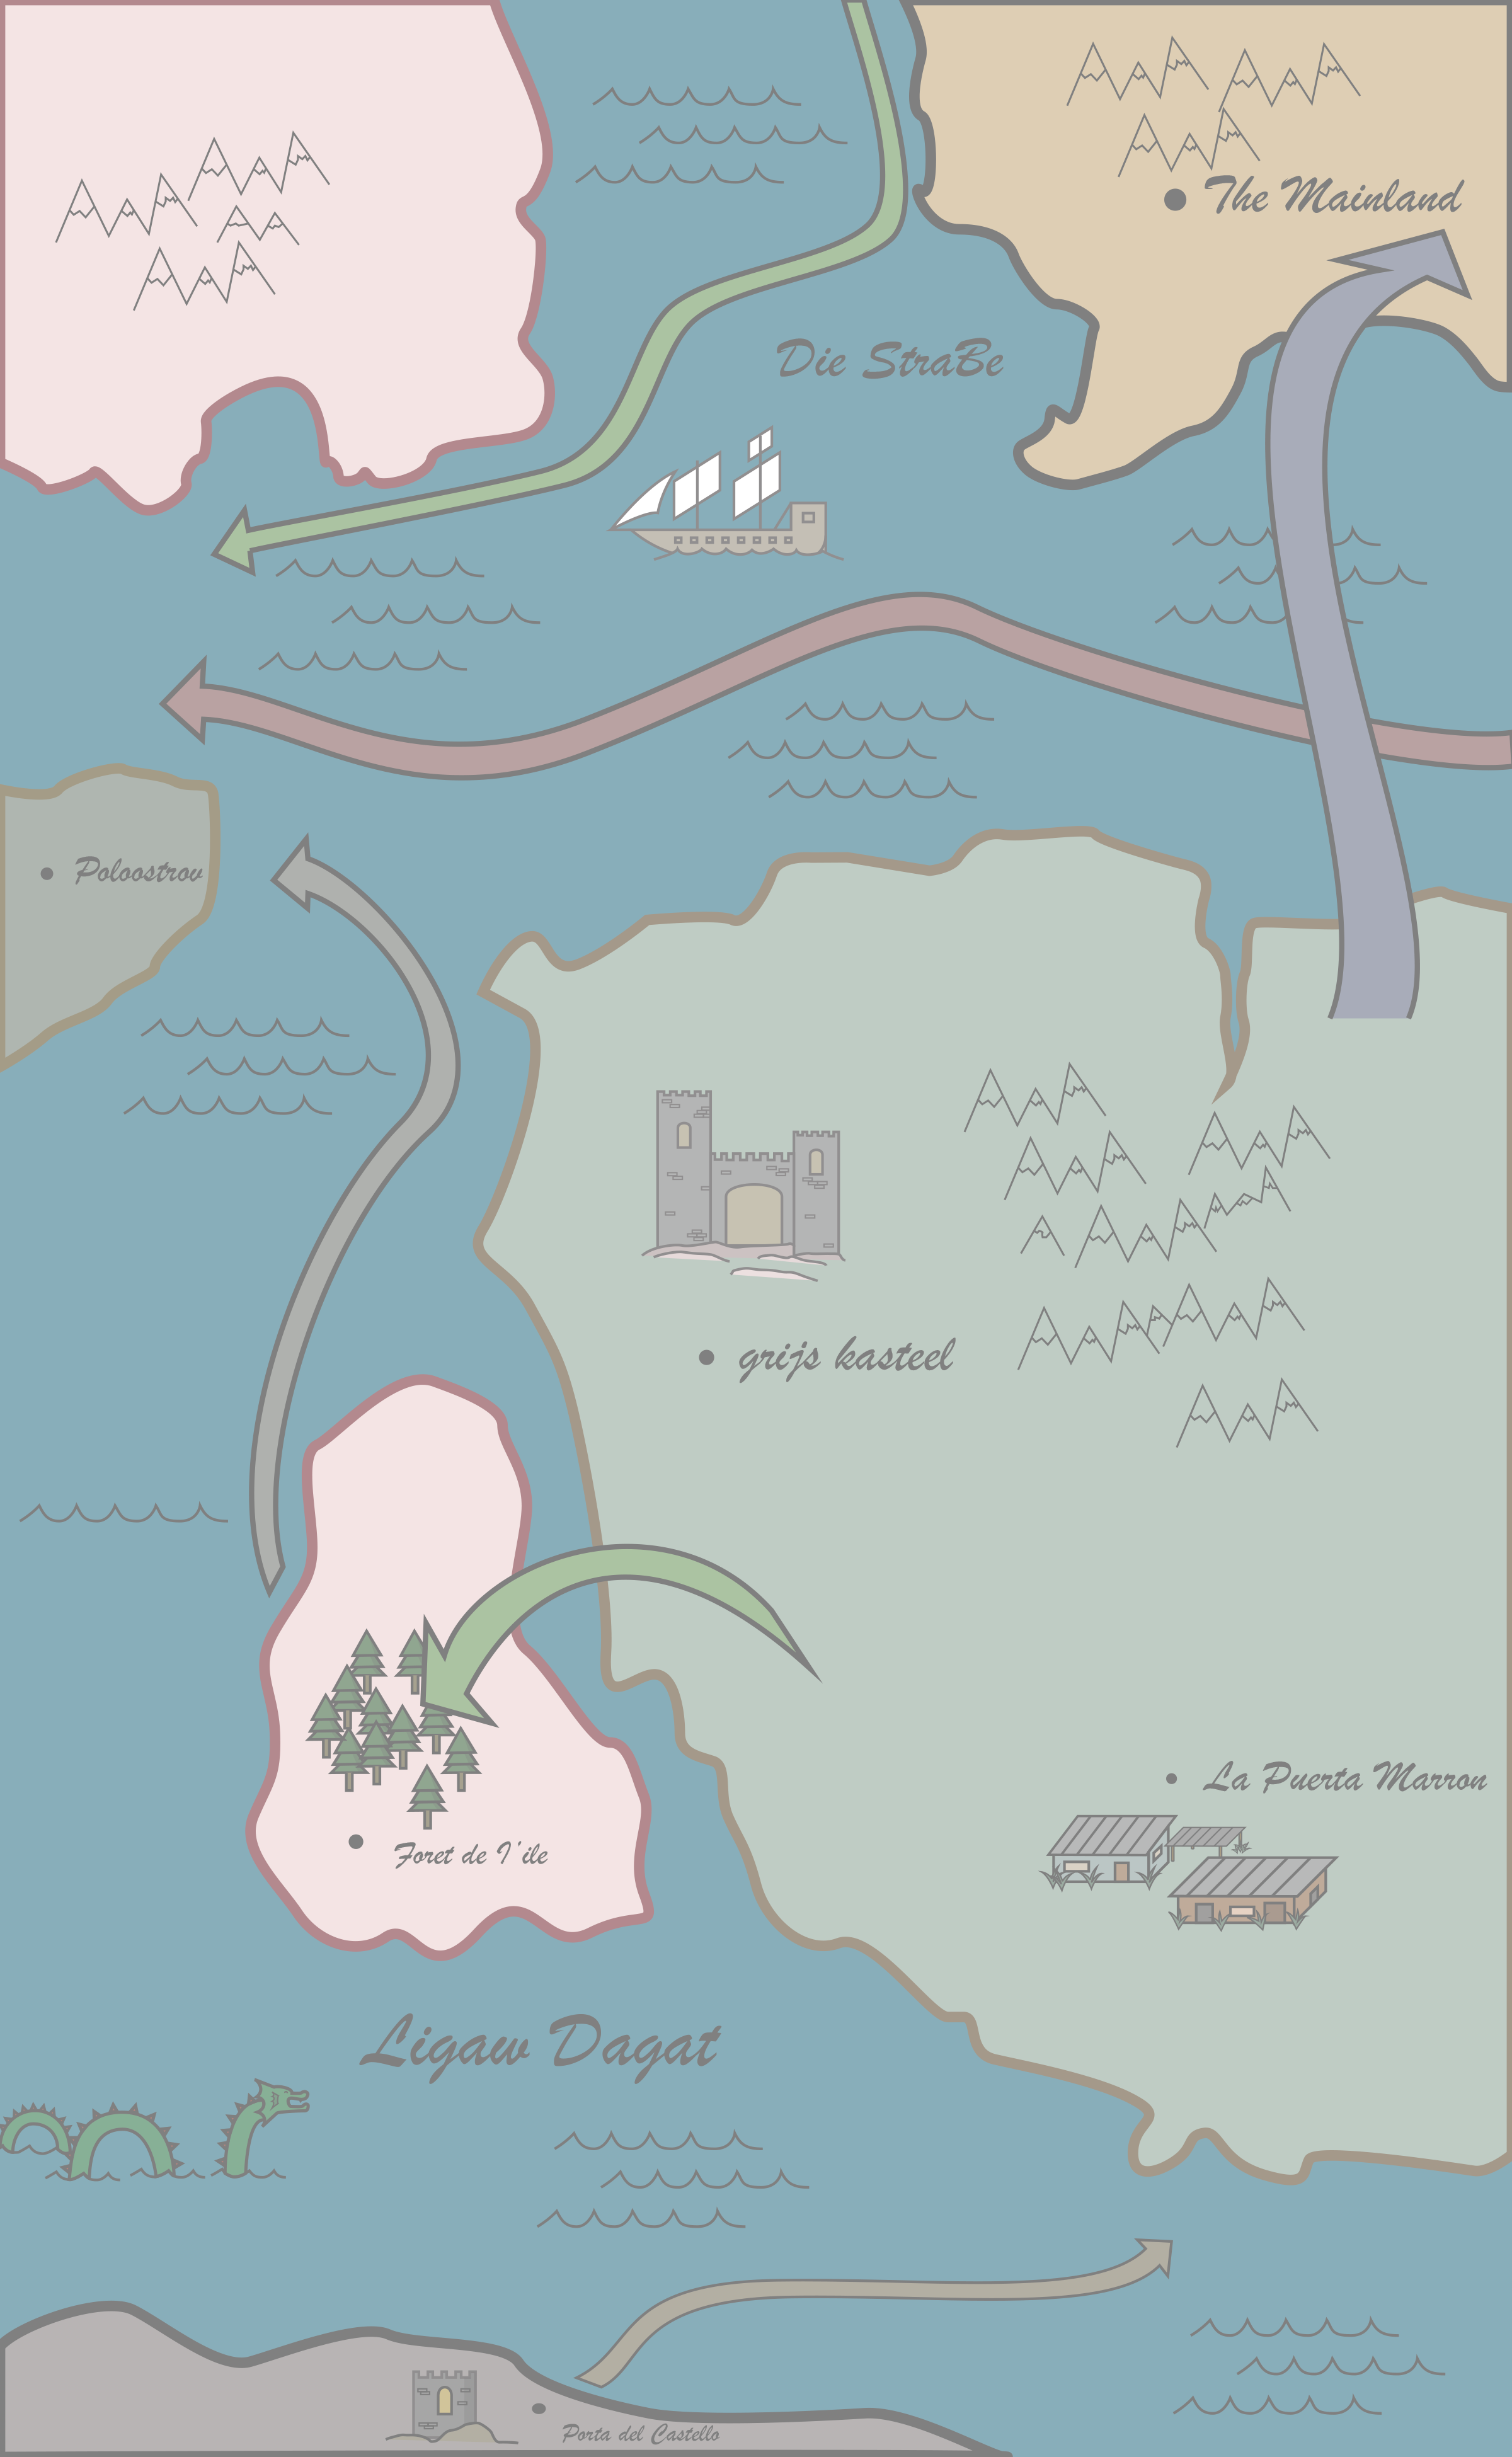 The Mainland
Die StraBe
Poloostrov
grijs kasteel
La Puerta Marron
Foret de I'ile
Ligaw Dagat
Porta del Castello